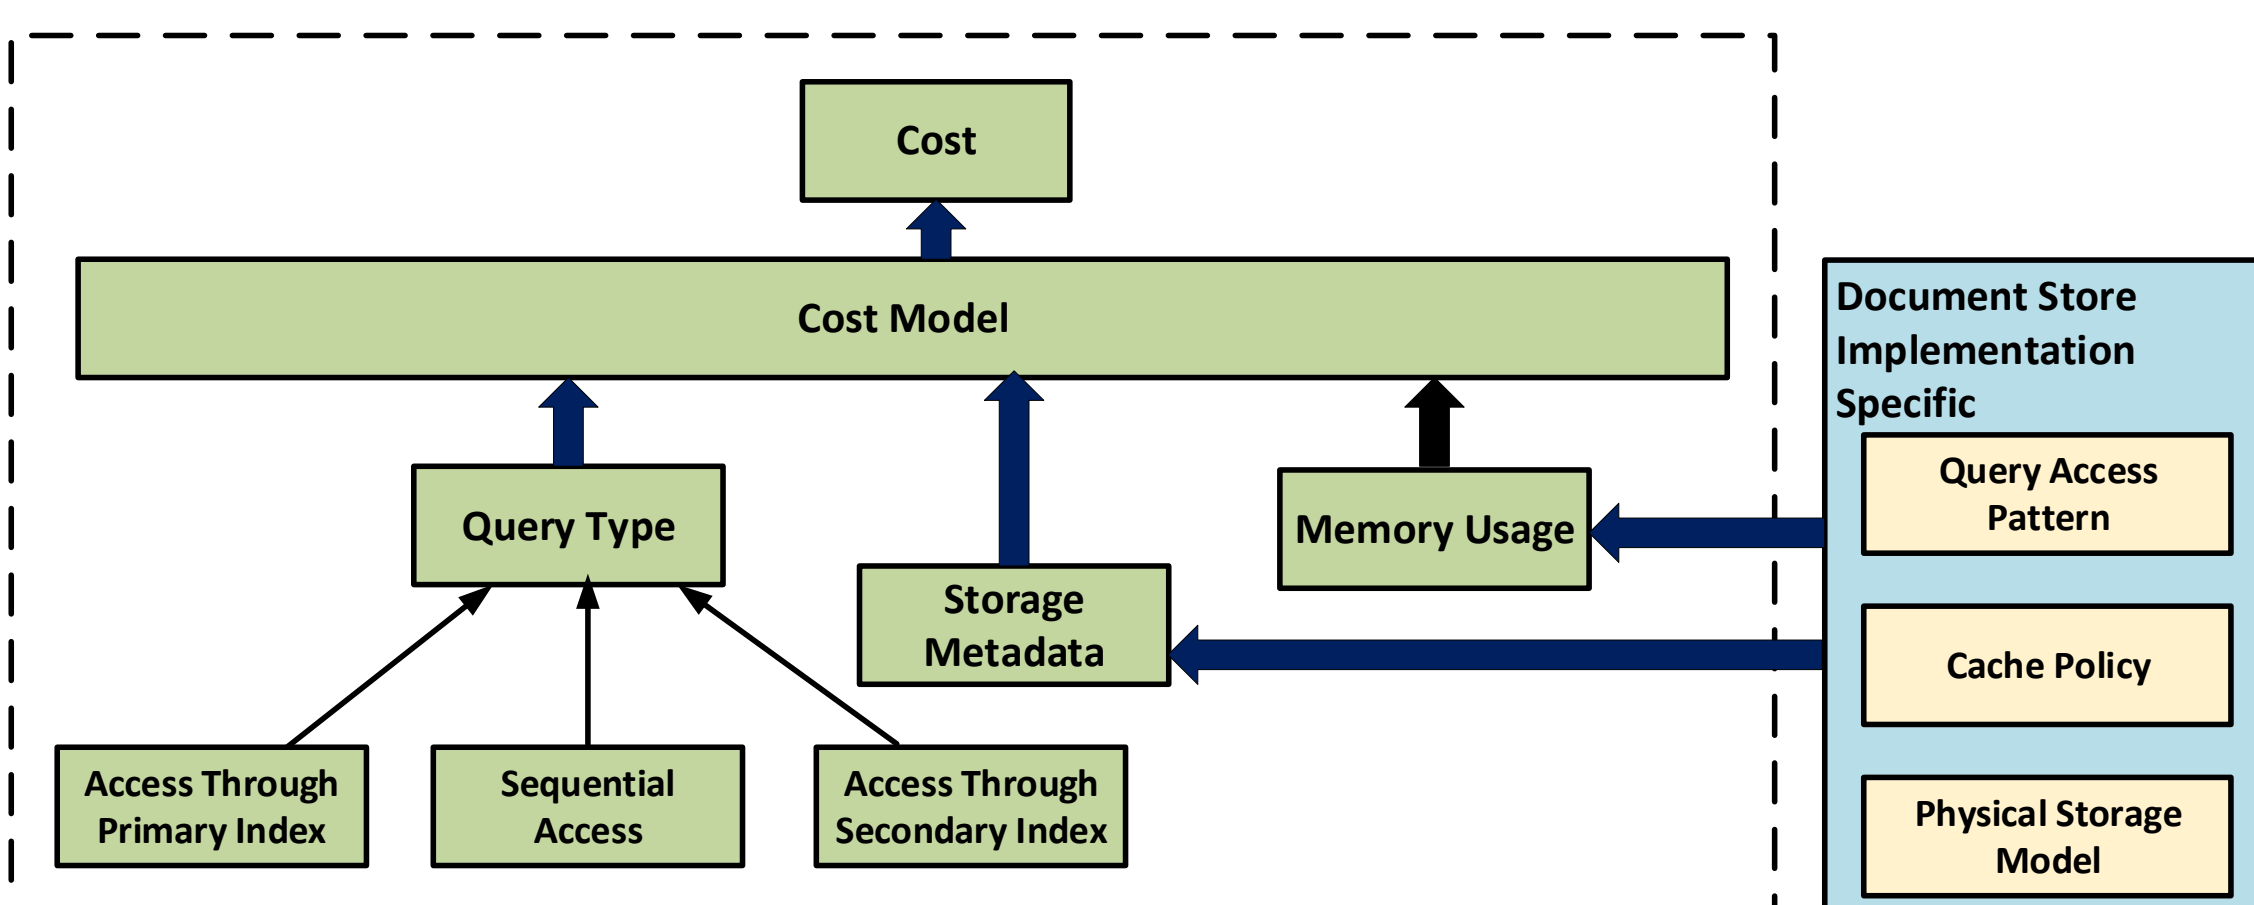 Cost
Cost Model
Document Store
Implementation
Specific
Query Type
Storage
Metadata
Memory Usage
Query Access
Pattern
Cache Policy
Physical Storage
Model
Access Through
Primary Index
Sequential
Access
Access Through
Secondary Index